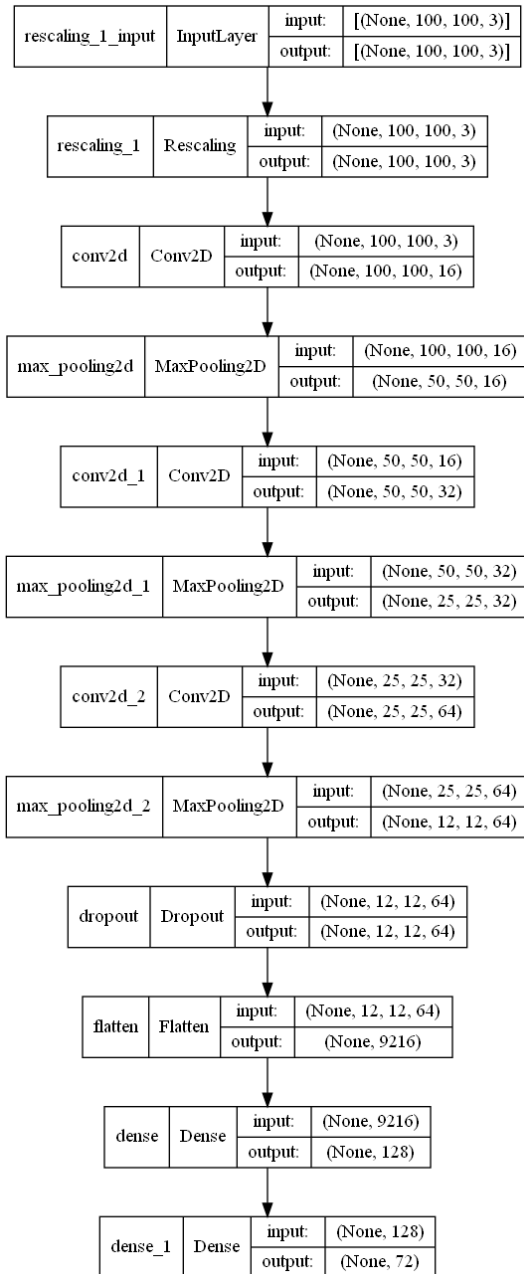 rescaling_1_input InputLayer input: [(None, 100, 100, 3)]
output: [(None, 100, 100, 3)]
rescaling_1 Rescaling input: (None, 100, 100, 3)
output: (None, 100, 100, 3)
conv2d Conv2D input: (None, 100, 100, 3)
output: (None, 100, 100, 16)
max_pooling2d MaxPooling2D input: (None, 100, 100, 16)
output: (None, 50, 50, 16)
conv2d_1 Conv2D input: (None, 50, 50, 16)
output: (None, 50, 50, 32)
max_pooling2d_1 MaxPooling2D input: (None, 50, 50, 32)
output: (None, 25, 25, 32)
conv2d_2 Conv2D input: (None, 25, 25, 32)
output: (None, 25, 25, 64)
max_pooling2d_2 MaxPooling2D input: (None, 25, 25, 64)
output: (None, 12, 12, 64)
dropout Dropout input: (None, 12, 12, 64)
output: (None, 12, 12, 64)
flatten Flatten input: (None, 12, 12, 64)
output: (None, 9216)
dense Dense input: (None, 9216)
output: (None, 128)
dense_1 Dense input: (None, 128)
output: (None, 72)